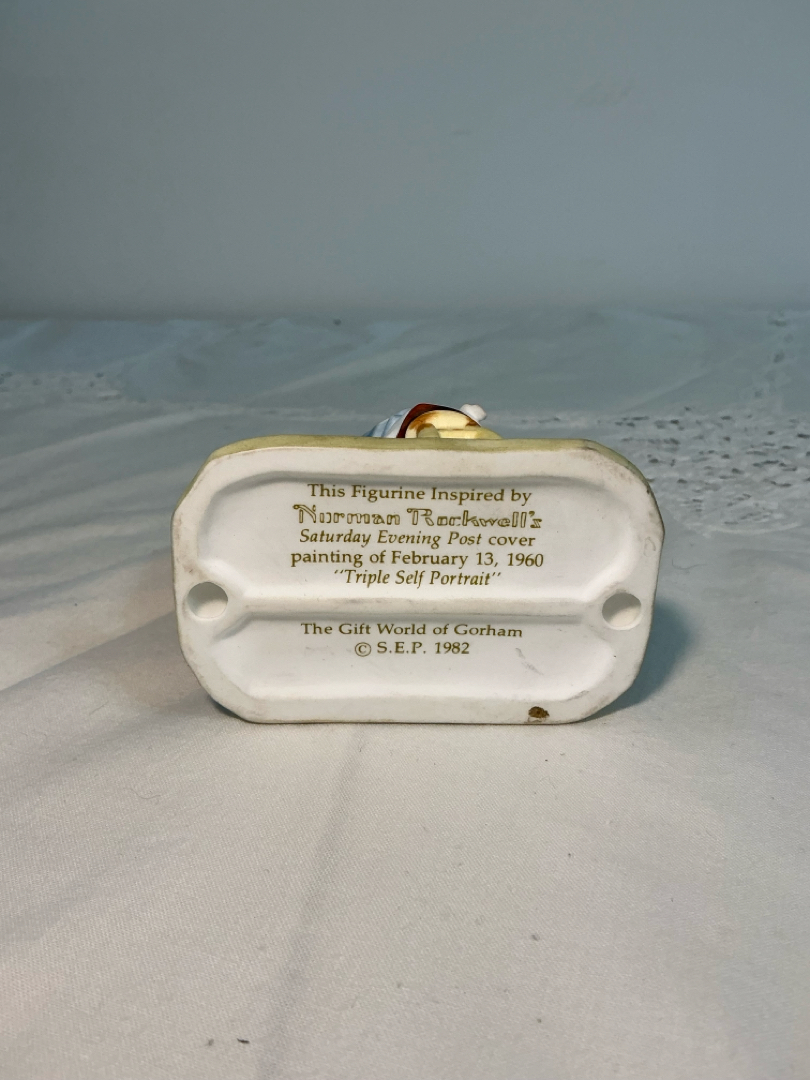 This Figurine Inspired by
Norman Rockwell's
Saturday Evening Post cover
painting of February 13, 1960
"Triple Self Portrait"
The Gift World of Gorham
© S.E.P. 1982